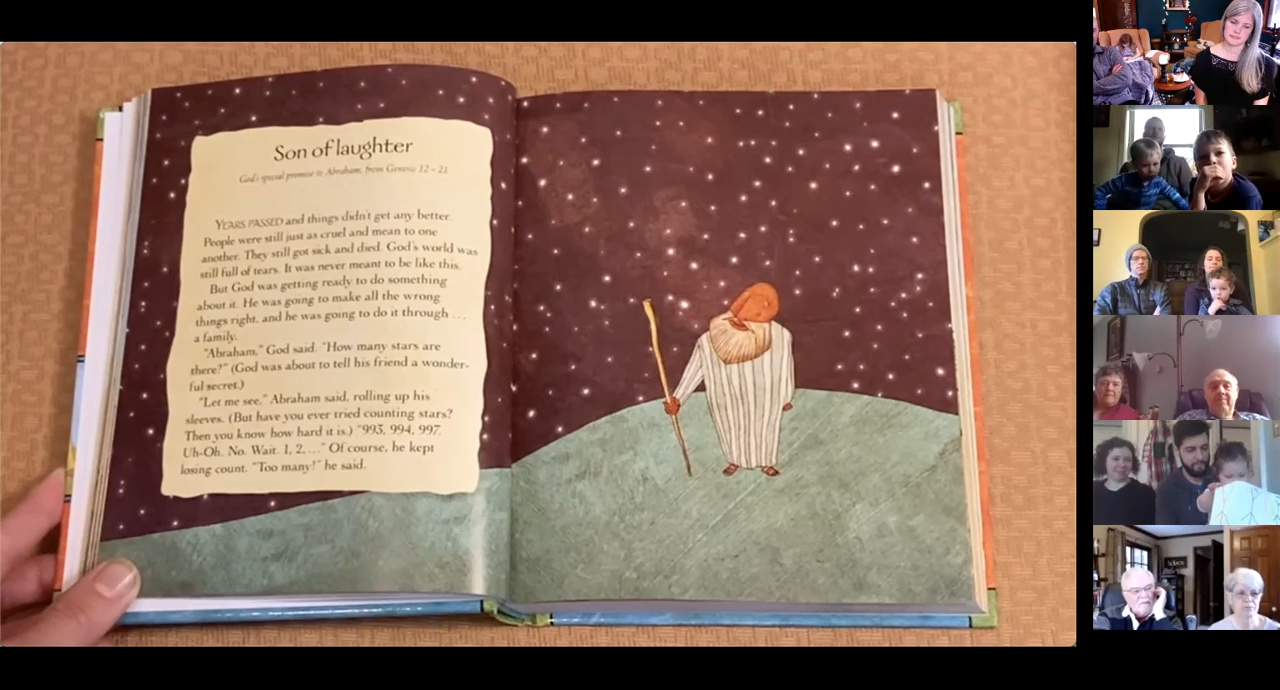 Son of laughter
God's special promise to Abraham, from Genesis 12 – 21
YEARS PASSED and things didn't get any better.
People were still just as cruel and mean to one
another. They still got sick and died. God's world was
still full of tears. It was never meant to be like this.
But God was getting ready to do something
about it. He was going to make all the wrong
things right, and he was going to do it through . . .
a family.
"Abraham," God said. "How many stars are
there?" (God was about to tell his friend a wonder-
ful secret.)
"Let me see," Abraham said, rolling up his
sleeves. (But have you ever tried counting stars?
Then you know how hard it is.) "993, 994, 997.
Uh-Oh. No. Wait. 1, 2, . . ." Of course, he kept
losing count. "Too many!" he said.